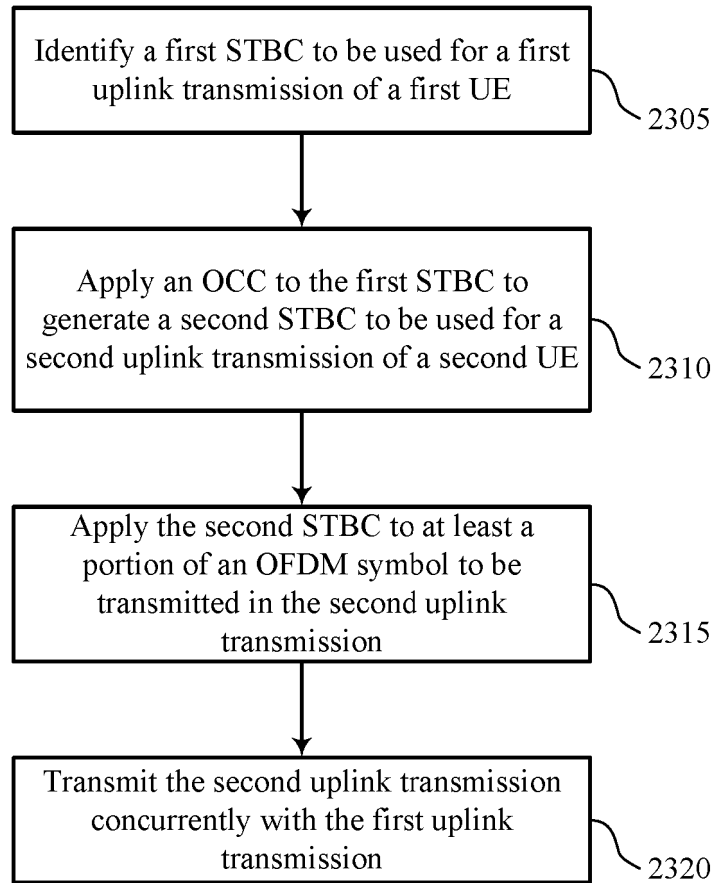 Identify a first STBC to be used for a first
uplink transmission of a first UE
2305
Apply an OCC to the first STBC to
generate a second STBC to be used for a
second uplink transmission of a second UE
2310
Apply the second STBC to at least a
portion of an OFDM symbol to be
transmitted in the second uplink
transmission
2315
Transmit the second uplink transmission
concurrently with the first uplink
transmission
2320